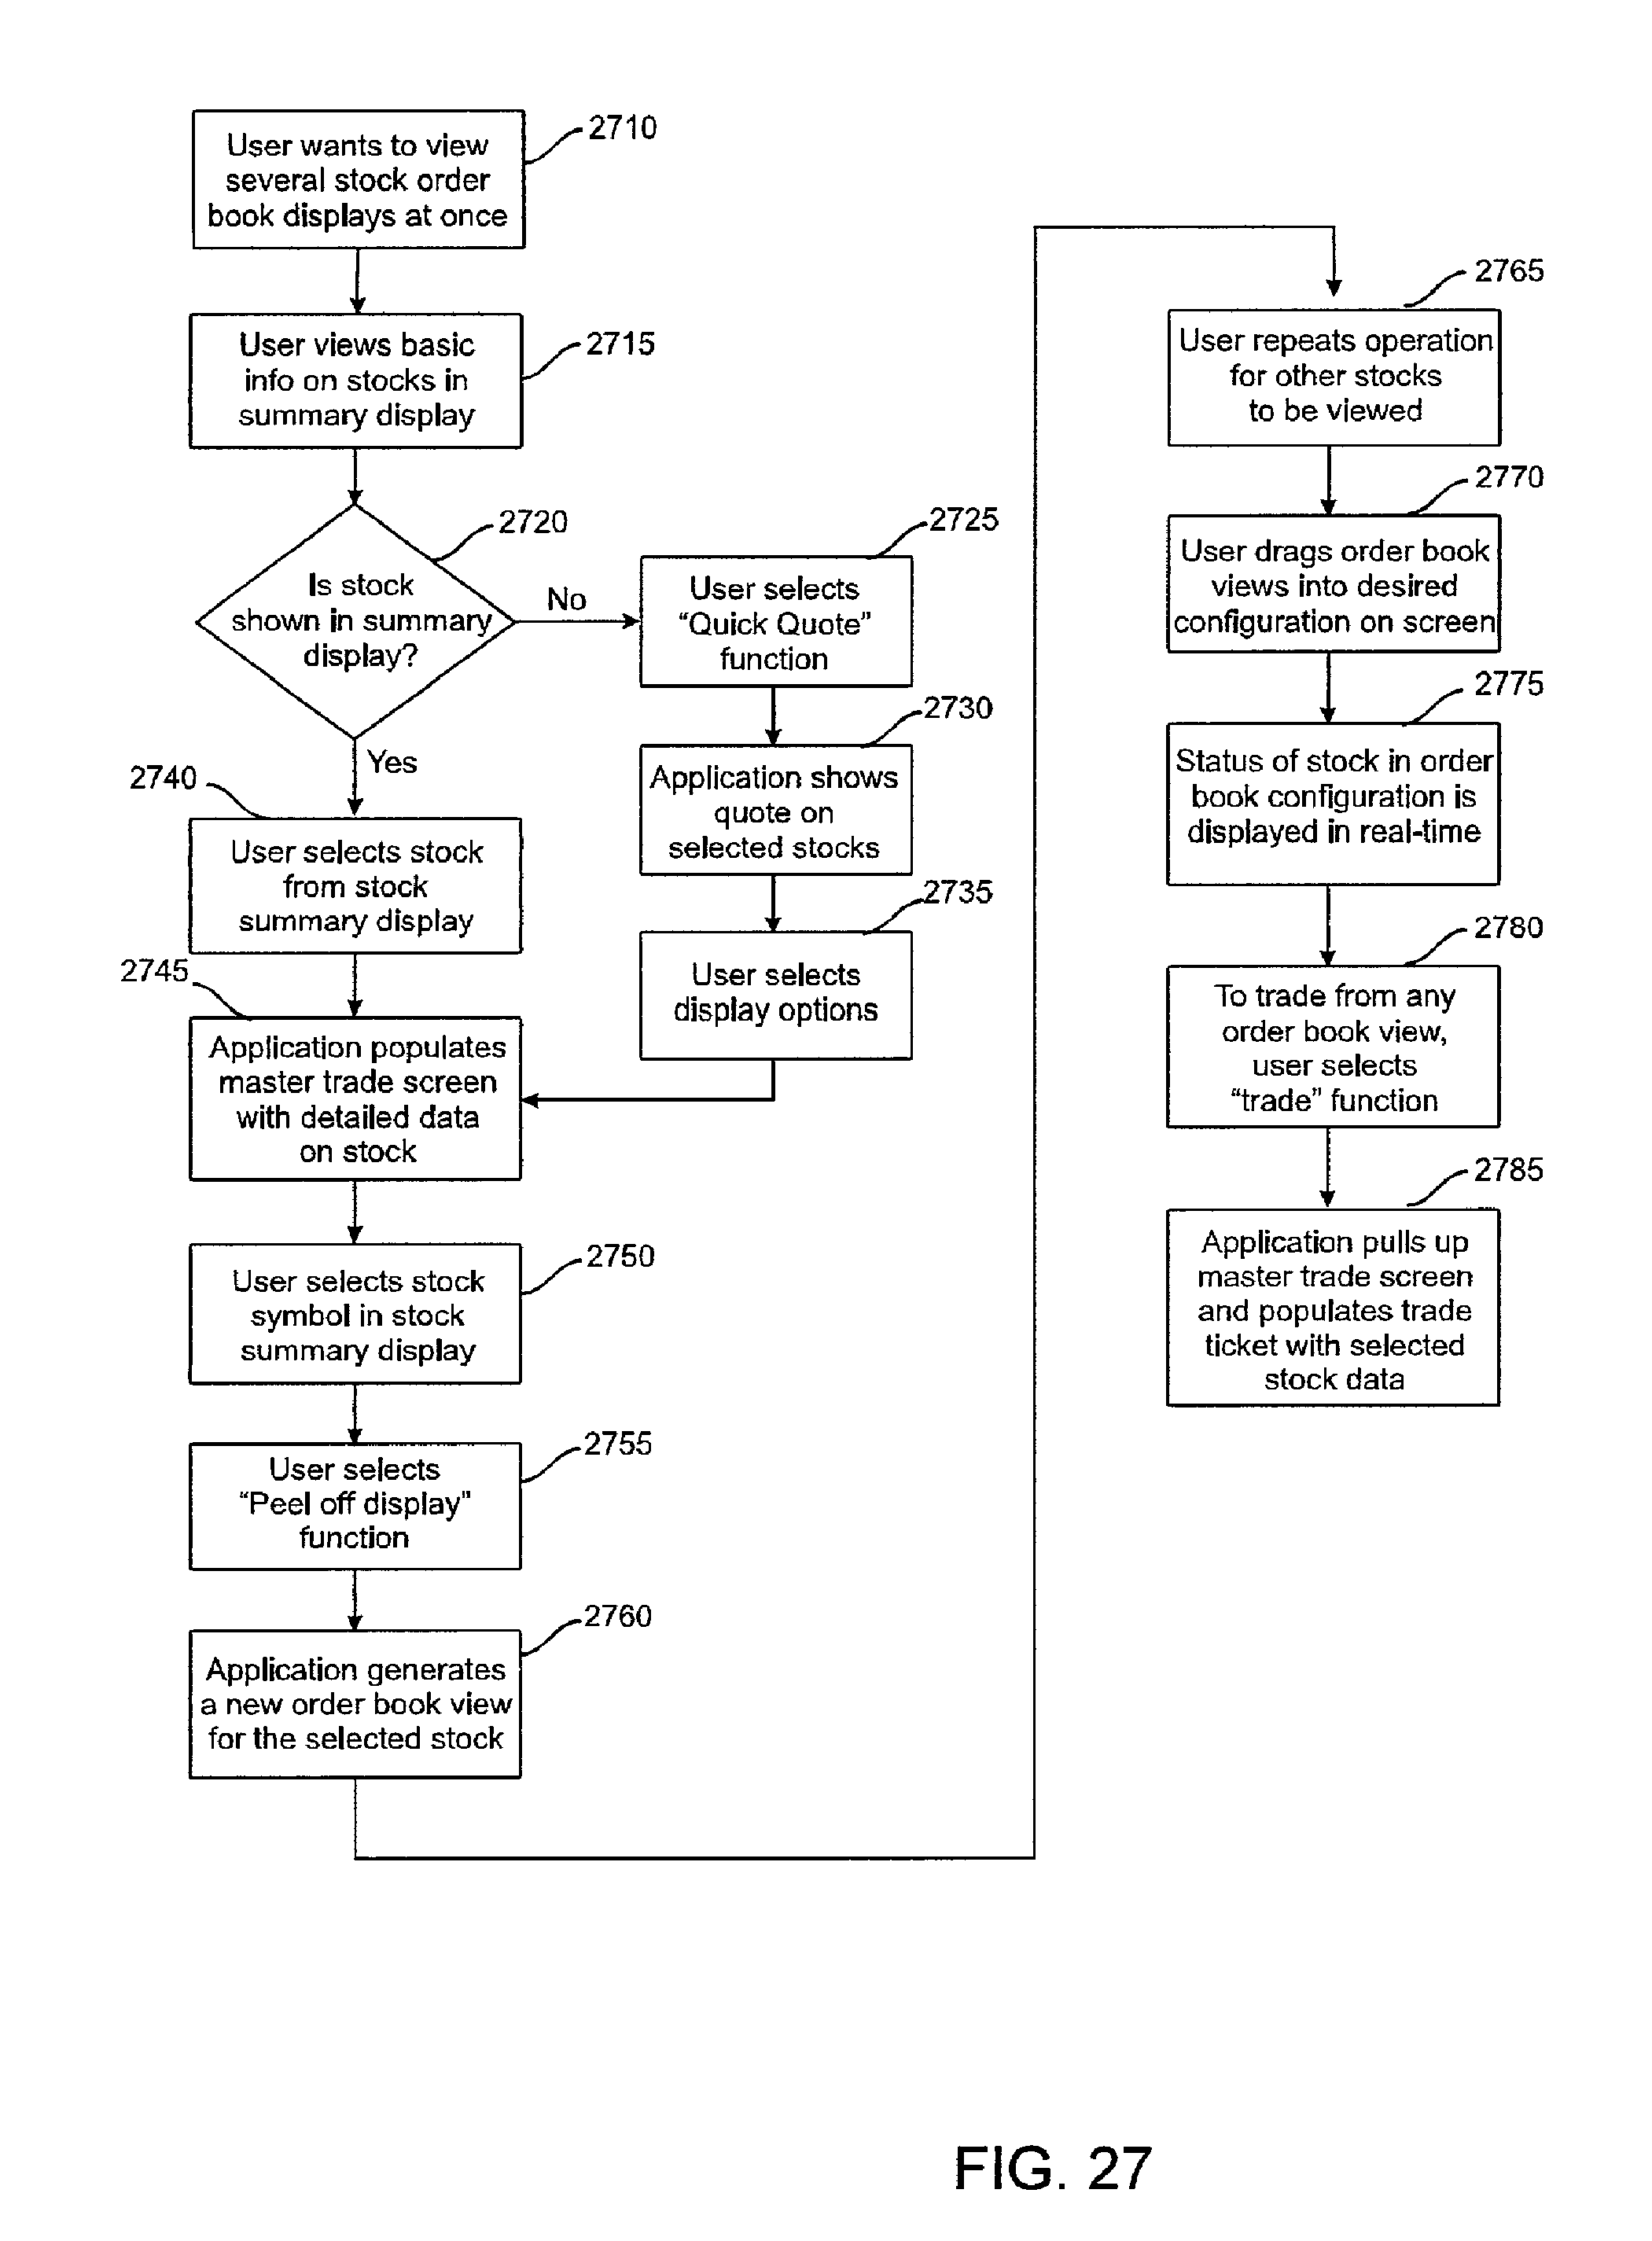 2710
User wants to view
several stock order
book displays at once
2715
User views basic
info on stocks in
summary display
2720
Is stock
shown in summary
display?
No
Yes
2725
User selects
“Quick Quote”
function
2730
Application shows
quote on
selected stocks
2735
User selects
display options
2740
User selects stock
from stock
summary display
2745
Application populates
master trade screen
with detailed data
on stock
2750
User selects stock
symbol in stock
summary display
2755
User selects
“Peel off display”
function
2760
Application generates
a new order book view
for the selected stock
2765
User repeats operation
for other stocks
to be viewed
2770
User drags order book
views into desired
configuration on screen
2775
Status of stock in order
book configuration is
displayed in real-time
2780
To trade from any
order book view,
user selects
“trade” function
2785
Application pulls up
master trade screen
and populates trade
ticket with selected
stock data
FIG. 27